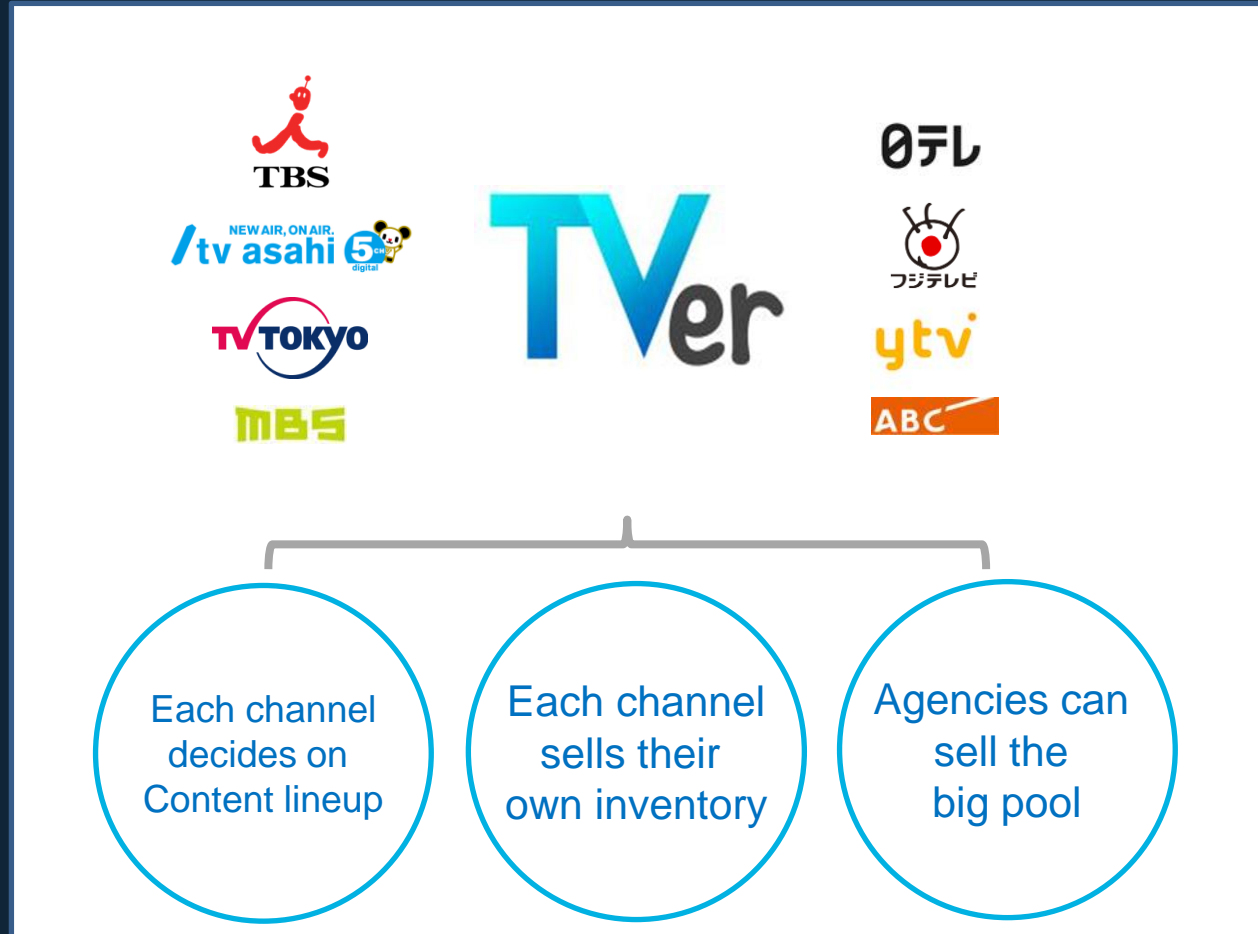 TBS
NEW AIR, ON AIR.
/tv asahi 5CH
digital
TV TOKYO
MBS
TVer
日テレ
フジテレビ
ytv
ABC
Each channel
decides on
Content lineup
Each channel
sells their
own inventory
Agencies can
sell the
big pool